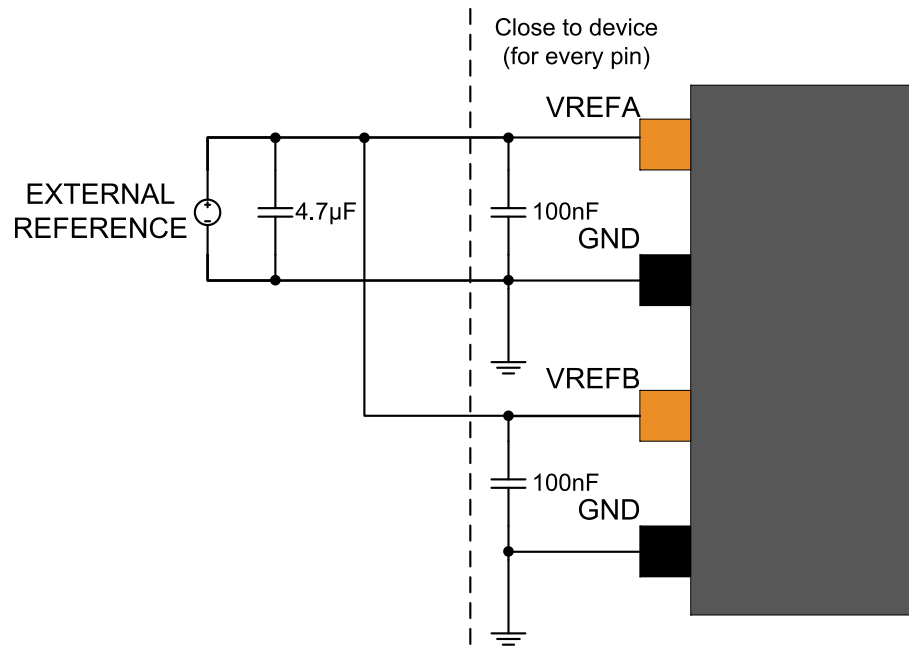 Close to device
(for every pin)
VREFA
EXTERNAL
REFERENCE
+
-
4.7µF
100nF
GND
VREFB
100nF
GND